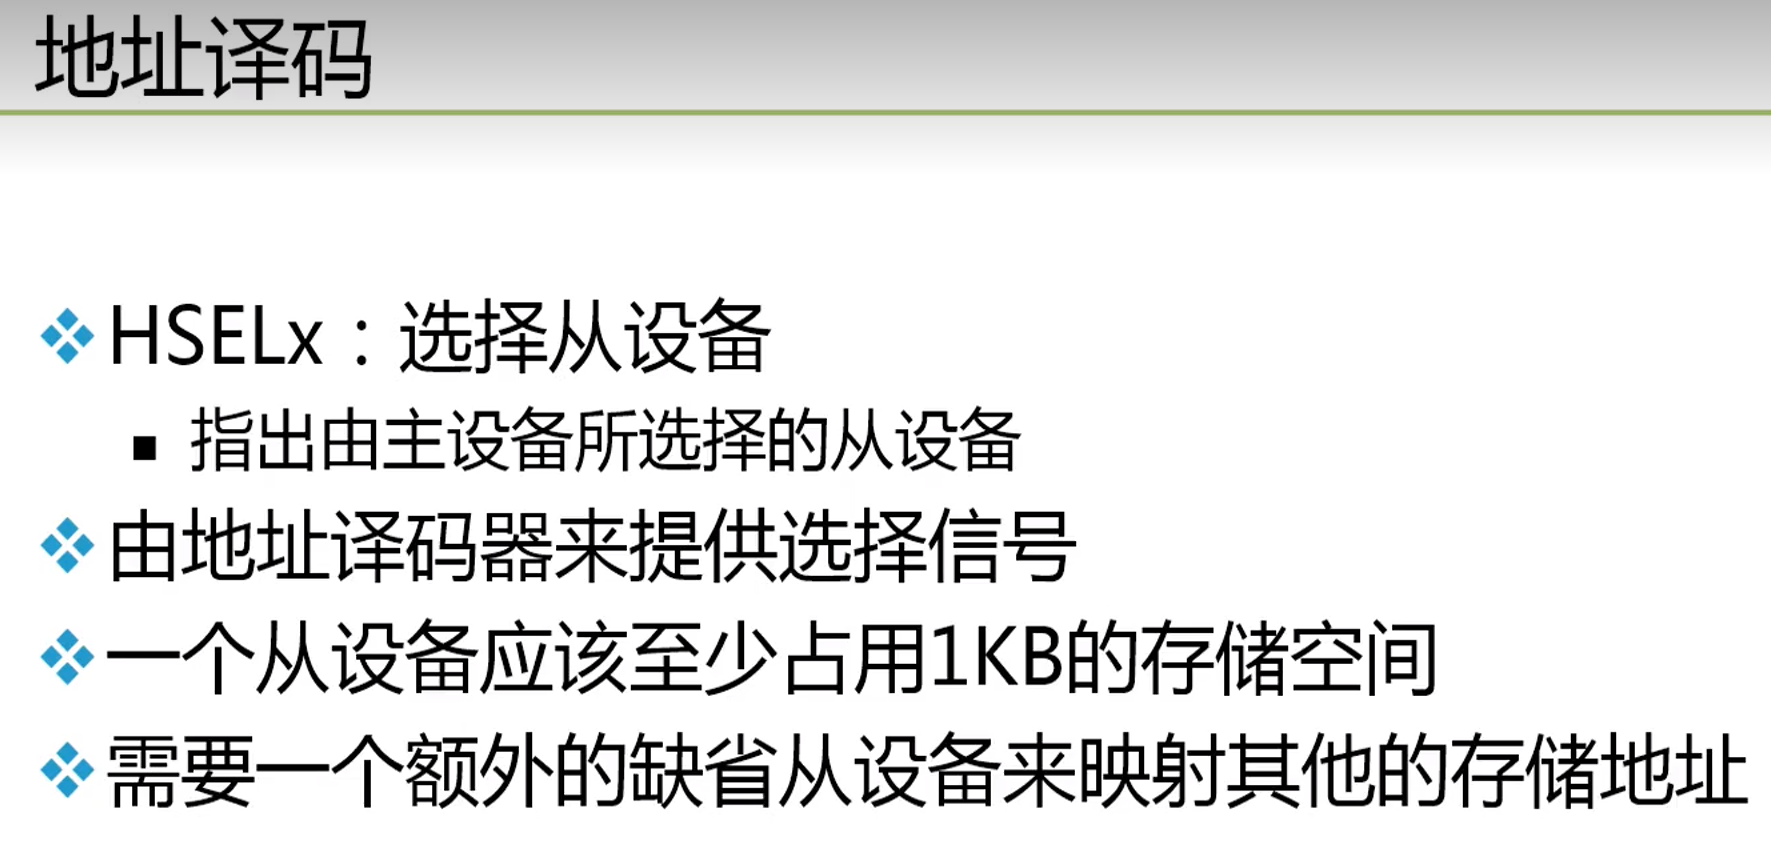 地址译码
HSELx：选择从设备
指出由主设备所选择的从设备
由地址译码器来提供选择信号
一个从设备应该至少占用1KB的存储空间
需要一个额外的缺省从设备来映射其他的存储地址